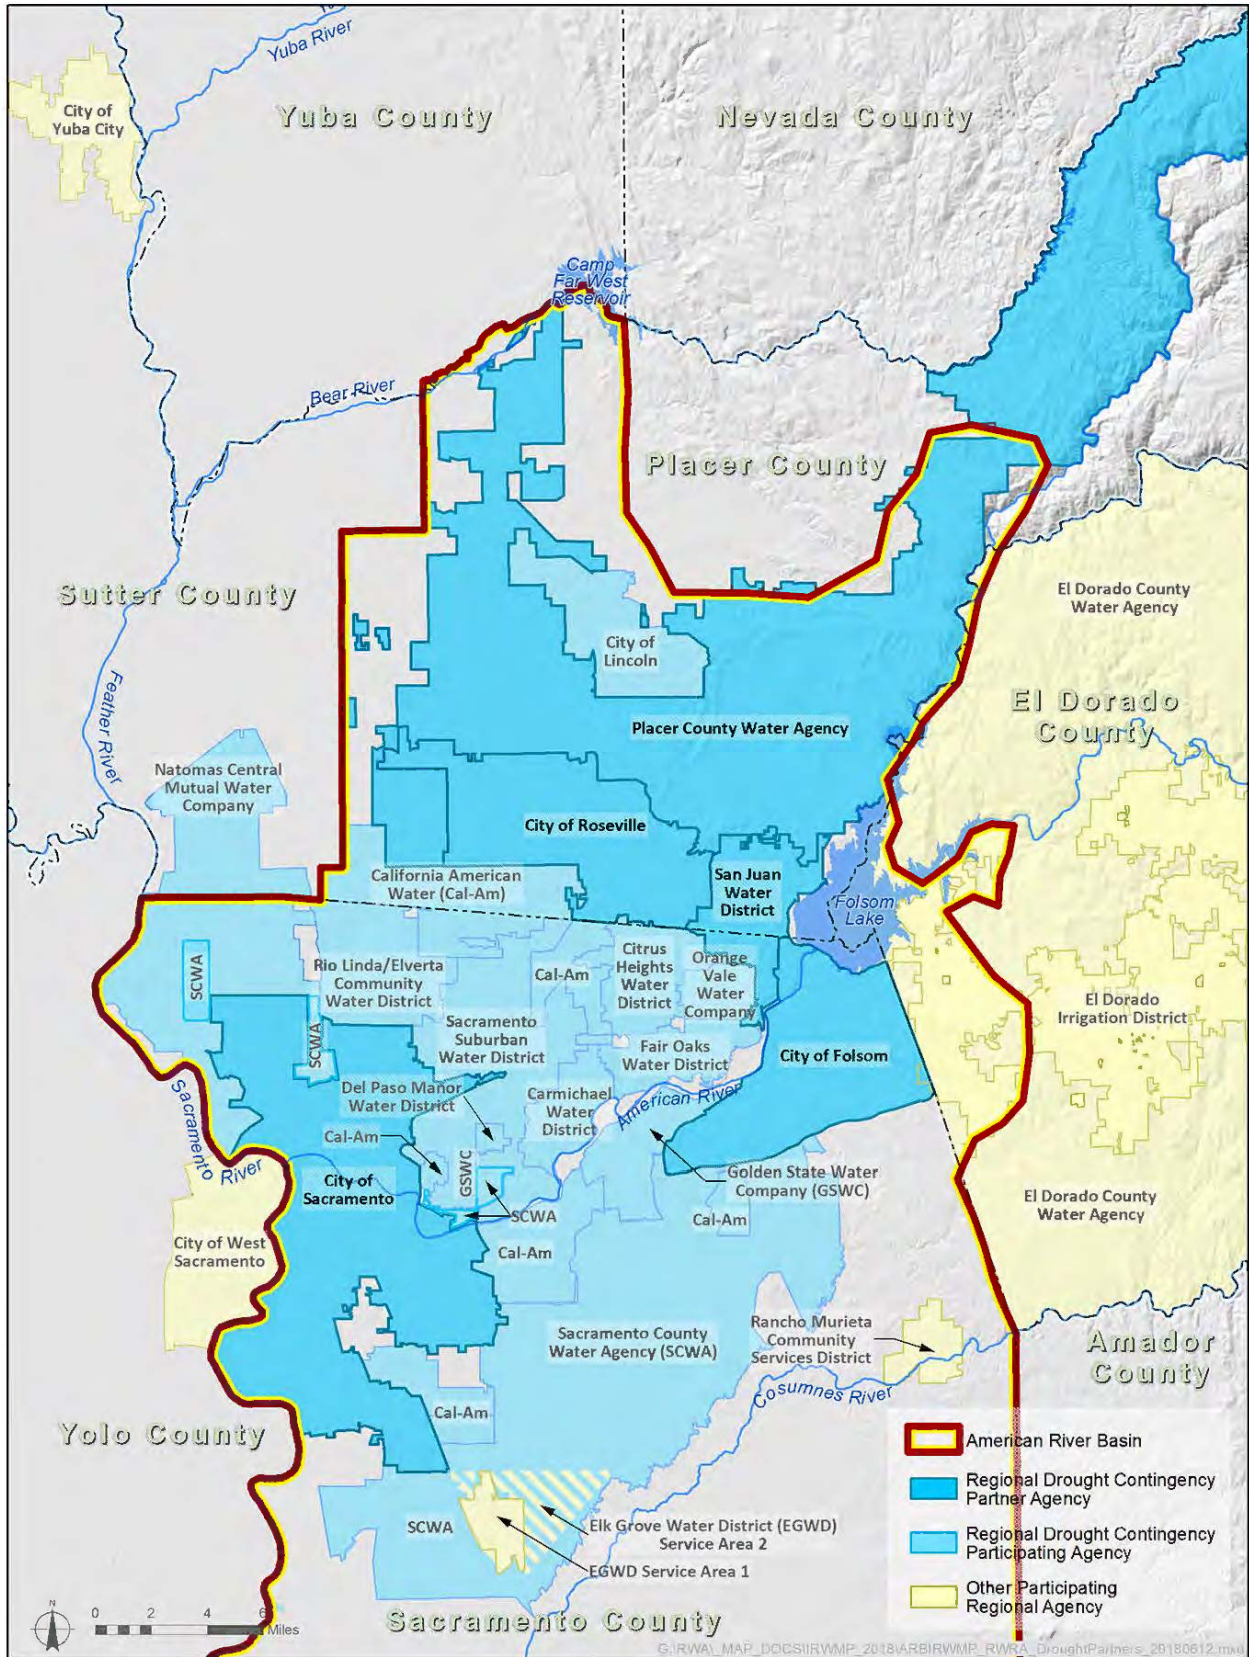 Yuba River
City of
Yuba City
Yuba County
Nevada County
Camp
Far West
Reservoir
Bear River
Placer County
Sutter County
El Dorado County
Water Agency
City of
Lincoln
Feather River
El Dorado
County
Placer County Water Agency
Natomas Central
Mutual Water
Company
City of Roseville
California American
Water (Cal-Am)
San Juan
Water
District
Folsom
Lake
SCWA
Rio Linda/Elverta
Community
Water District
Cal-Am
Citrus
Heights
Water
District
Orange
Vale
Water
Company
El Dorado
Irrigation District
SCWA
Sacramento
Suburban
Water District
Fair Oaks
Water District
City of Folsom
Del Paso Manor
Water District
Carmichael
Water
District
American River
Sacramento
River
Cal-Am
City of
Sacramento
GSWC
Golden State Water
Company (GSWC)
SCWA
Cal-Am
El Dorado County
Water Agency
City of West
Sacramento
Cal-Am
Sacramento County
Water Agency (SCWA)
Rancho Murieta
Community
Services District
Amador
County
Cosumnes River
Cal-Am
Yolo County
SCWA
Elk Grove Water District (EGWD)
Service Area 2
EGWD Service Area 1
Sacramento County
American River Basin
Regional Drought Contingency
Partner Agency
Regional Drought Contingency
Participating Agency
Other Participating
Regional Agency
N
0 2 4 6
Miles
G:\RWA\_MAP_DOCS\IRWMP_2018\ARBIRWMP_RWRA_DroughtPartners_20180612.mxd